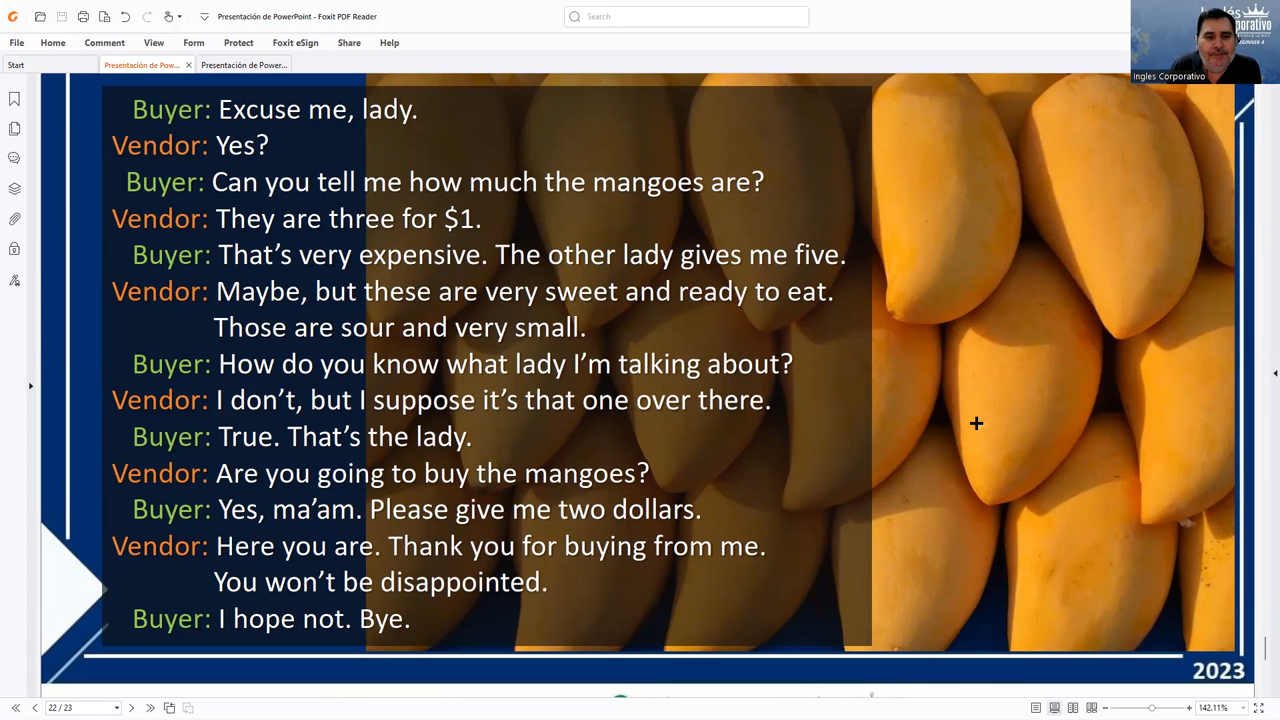 Presentación de PowerPoint - Foxit PDF Reader
Search
File Home Comment View Form Protect Foxit eSign Share Help
Start
Presentación de Pow... ×
Presentación de Power...
Ingles Corporativo
Buyer: Excuse me, lady.
Vendor: Yes?
Buyer: Can you tell me how much the mangoes are?
Vendor: They are three for $1.
Buyer: That's very expensive. The other lady gives me five.
Vendor: Maybe, but these are very sweet and ready to eat.
Those are sour and very small.
Buyer: How do you know what lady I'm talking about?
Vendor: I don't, but I suppose it's that one over there.
Buyer: True. That's the lady.
Vendor: Are you going to buy the mangoes?
Buyer: Yes, ma'am. Please give me two dollars.
Vendor: Here you are. Thank you for buying from me.
You won't be disappointed.
Buyer: I hope not. Bye.
2023
22 / 23
142.11%